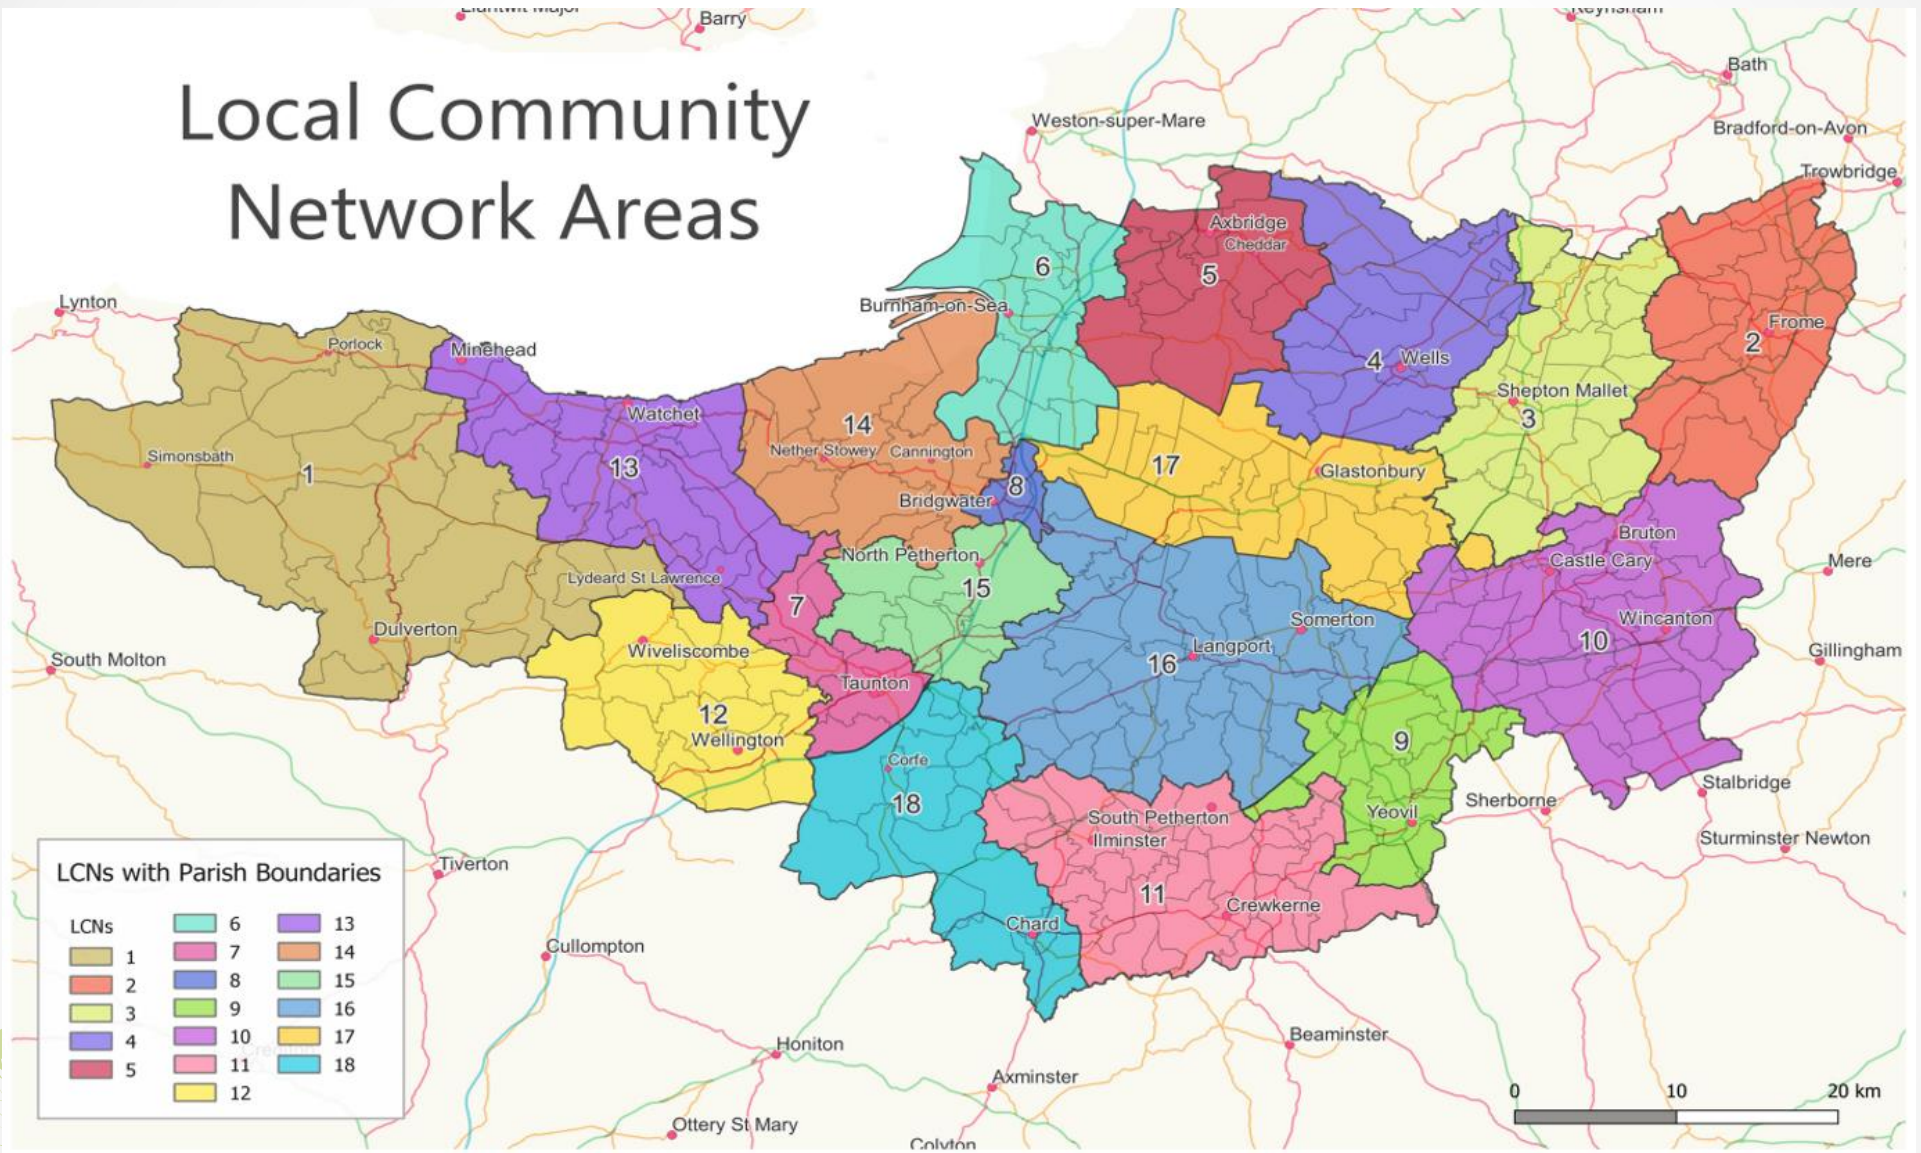 Llantwit Major
Barry
Keynsham
Local Community
Network Areas
Bath
Weston-super-Mare
Bradford-on-Avon
Trowbridge
Axbridge
Cheddar
6
5
Lynton
Burnham-on-Sea
Frome
2
Porlock
Minehead
4
Wells
Shepton Mallet
3
Watchet
14
Simonsbath
1
13
Nether Stowey
Cannington
17
Glastonbury
8
Bridgwater
Bruton
North Petherton
Castle Cary
Mere
Lydeard St Lawrence
15
7
Somerton
Wincanton
Dulverton
10
Langport
16
Gillingham
South Molton
Wiveliscombe
Taunton
12
Wellington
9
Corfe
18
Stalbridge
Sherborne
Yeovil
South Petherton
Ilminster
Sturminster Newton
Tiverton
11
Crewkerne
Chard
Cullompton
LCNs with Parish Boundaries
LCNs
1
2
3
4
5
6
7
8
9
10
11
12
13
14
15
16
17
18
Honiton
Beaminster
Axminster
Ottery St Mary
Colyton
0 10 20 km